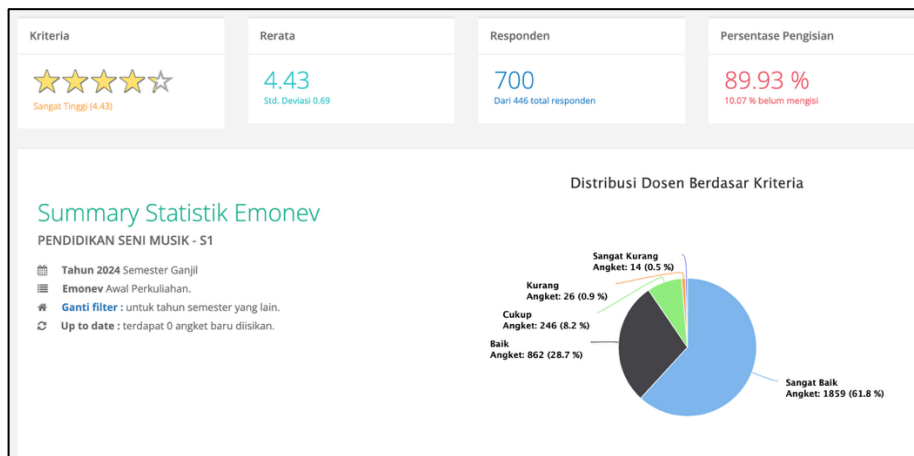 Kriteria
Sangat Tinggi (4.43)
Rerata
4.43
Std. Deviasi 0.69
Responden
700
Dari 446 total responden
Persentase Pengisian
89.93 %
10.07 % belum mengisi
Summary Statistik Emonev
PENDIDIKAN SENI MUSIK - S1
Tahun 2024 Semester Ganjil
Emonev Awal Perkuliahan.
Ganti filter : untuk tahun semester yang lain.
Up to date : terdapat 0 angket baru diisikan.
Distribusi Dosen Berdasar Kriteria
Sangat Kurang
Angket: 14 (0.5 %)
Kurang
Angket: 26 (0.9 %)
Cukup
Angket: 246 (8.2 %)
Baik
Angket: 862 (28.7 %)
Sangat Baik
Angket: 1859 (61.8 %)